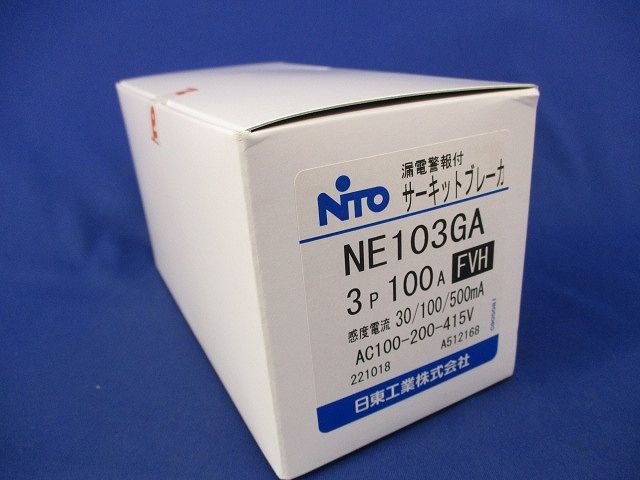 NITO
漏電警報付
サーキットブレーカ
NE103GA
3P 100A FVH
感度電流 30/100/500mA
AC100-200-415V
221018 A512168
日東工業株式会社